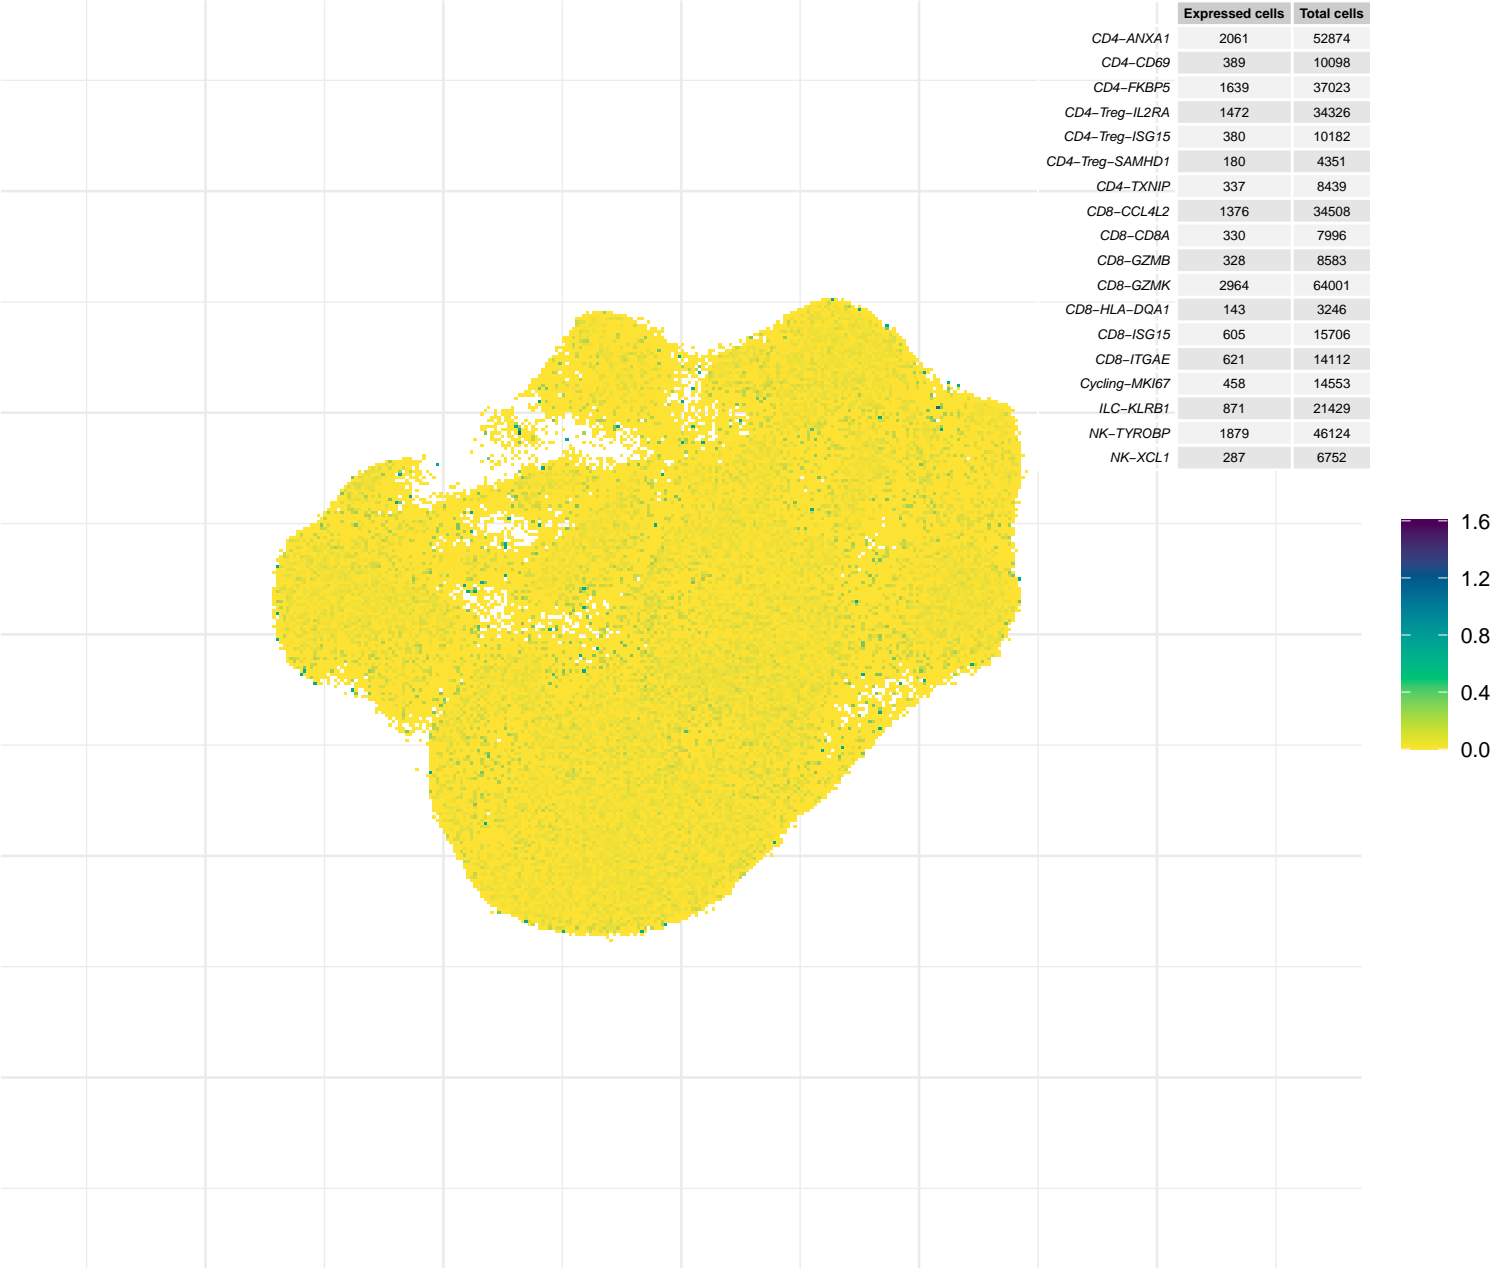 Expressed cells Total cells
CD4−ANXA1 2061 52874
CD4−CD69 389 10098
CD4−FKBP5 1639 37023
CD4−Treg−IL2RA 1472 34326
CD4−Treg−ISG15 380 10182
CD4−Treg−SAMHD1 180 4351
CD4−TXNIP 337 8439
CD8−CCL4L2 1376 34508
CD8−CD8A 330 7996
CD8−GZMB 328 8583
CD8−GZMK 2964 64001
CD8−HLA−DQA1 143 3246
CD8−ISG15 605 15706
CD8−ITGAE 621 14112
Cycling−MKI67 458 14553
ILC−KLRB1 871 21429
NK−TYROBP 1879 46124
NK−XCL1 287 6752
1.6
1.2
0.8
0.4
0.0